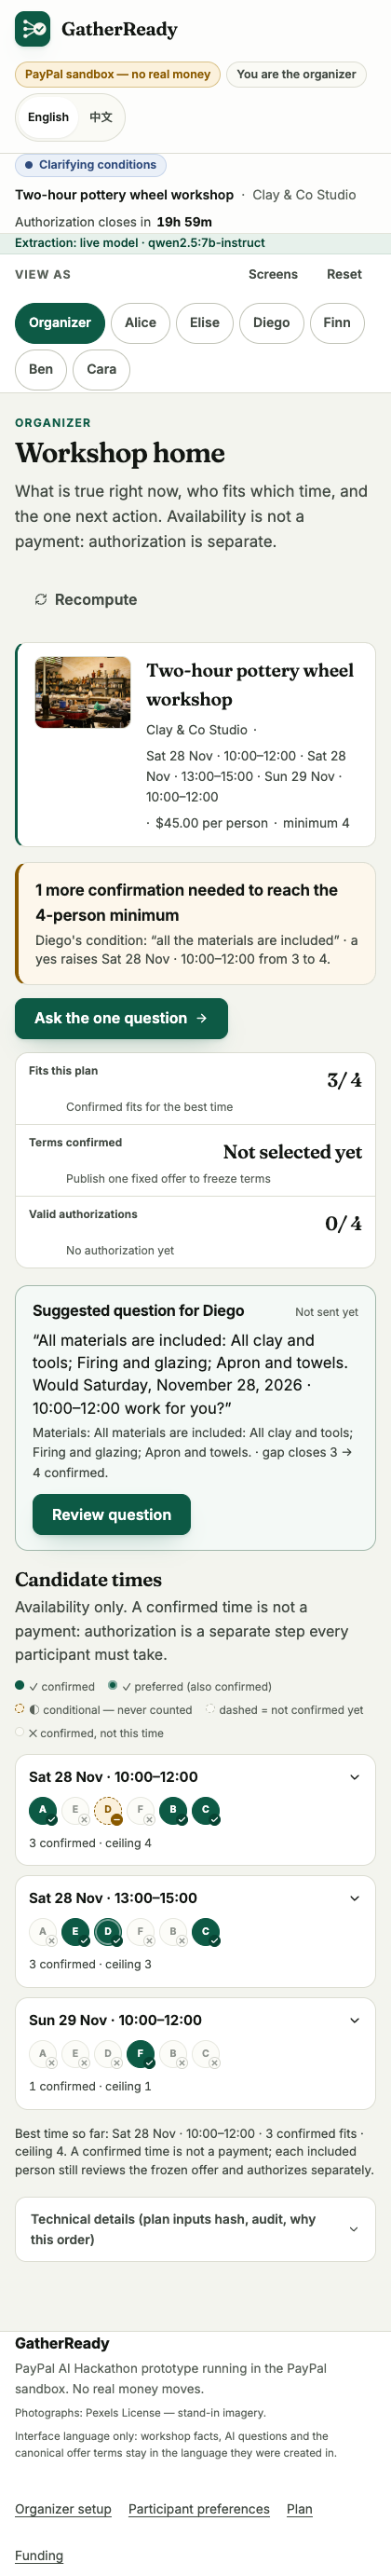 GatherReady
PayPal sandbox — no real money
You are the organizer
English
中文
Clarifying conditions
Two-hour pottery wheel workshop · Clay & Co Studio
Authorization closes in 19h 59m
Extraction: live model · qwen2.5:7b-instruct
VIEW AS
Screens
Reset
Organizer
Alice
Elise
Diego
Finn
Ben
Cara
ORGANIZER
Workshop home
What is true right now, who fits which time, and
the one next action. Availability is not a
payment: authorization is separate.
Recompute
Two-hour pottery wheel
workshop
Clay & Co Studio ·
Sat 28 Nov · 10:00–12:00 · Sat 28
Nov · 13:00–15:00 · Sun 29 Nov ·
10:00–12:00
· $45.00 per person · minimum 4
1 more confirmation needed to reach the
4-person minimum
Diego's condition: “all the materials are included” · a
yes raises Sat 28 Nov · 10:00–12:00 from 3 to 4.
Ask the one question →
Fits this plan
3/ 4
Confirmed fits for the best time
Terms confirmed
Not selected yet
Publish one fixed offer to freeze terms
Valid authorizations
0/ 4
No authorization yet
Suggested question for Diego
Not sent yet
“All materials are included: All clay and
tools; Firing and glazing; Apron and towels.
Would Saturday, November 28, 2026 ·
10:00–12:00 work for you?”
Materials: All materials are included: All clay and tools;
Firing and glazing; Apron and towels. · gap closes 3 →
4 confirmed.
Review question
Candidate times
Availability only. A confirmed time is not a
payment: authorization is a separate step every
participant must take.
✓ confirmed ✓ preferred (also confirmed)
◐ conditional — never counted dashed = not confirmed yet
✕ confirmed, not this time
Sat 28 Nov · 10:00–12:00
A E D F B C
3 confirmed · ceiling 4
Sat 28 Nov · 13:00–15:00
A E D F B C
3 confirmed · ceiling 3
Sun 29 Nov · 10:00–12:00
A E D F B C
1 confirmed · ceiling 1
Best time so far: Sat 28 Nov · 10:00–12:00 · 3 confirmed fits ·
ceiling 4. A confirmed time is not a payment; each included
person still reviews the frozen offer and authorizes separately.
Technical details (plan inputs hash, audit, why
this order)
GatherReady
PayPal AI Hackathon prototype running in the PayPal
sandbox. No real money moves.
Photographs: Pexels License — stand-in imagery.
Interface language only: workshop facts, AI questions and the
canonical offer terms stay in the language they were created in.
Organizer setup
Participant preferences
Plan
Funding